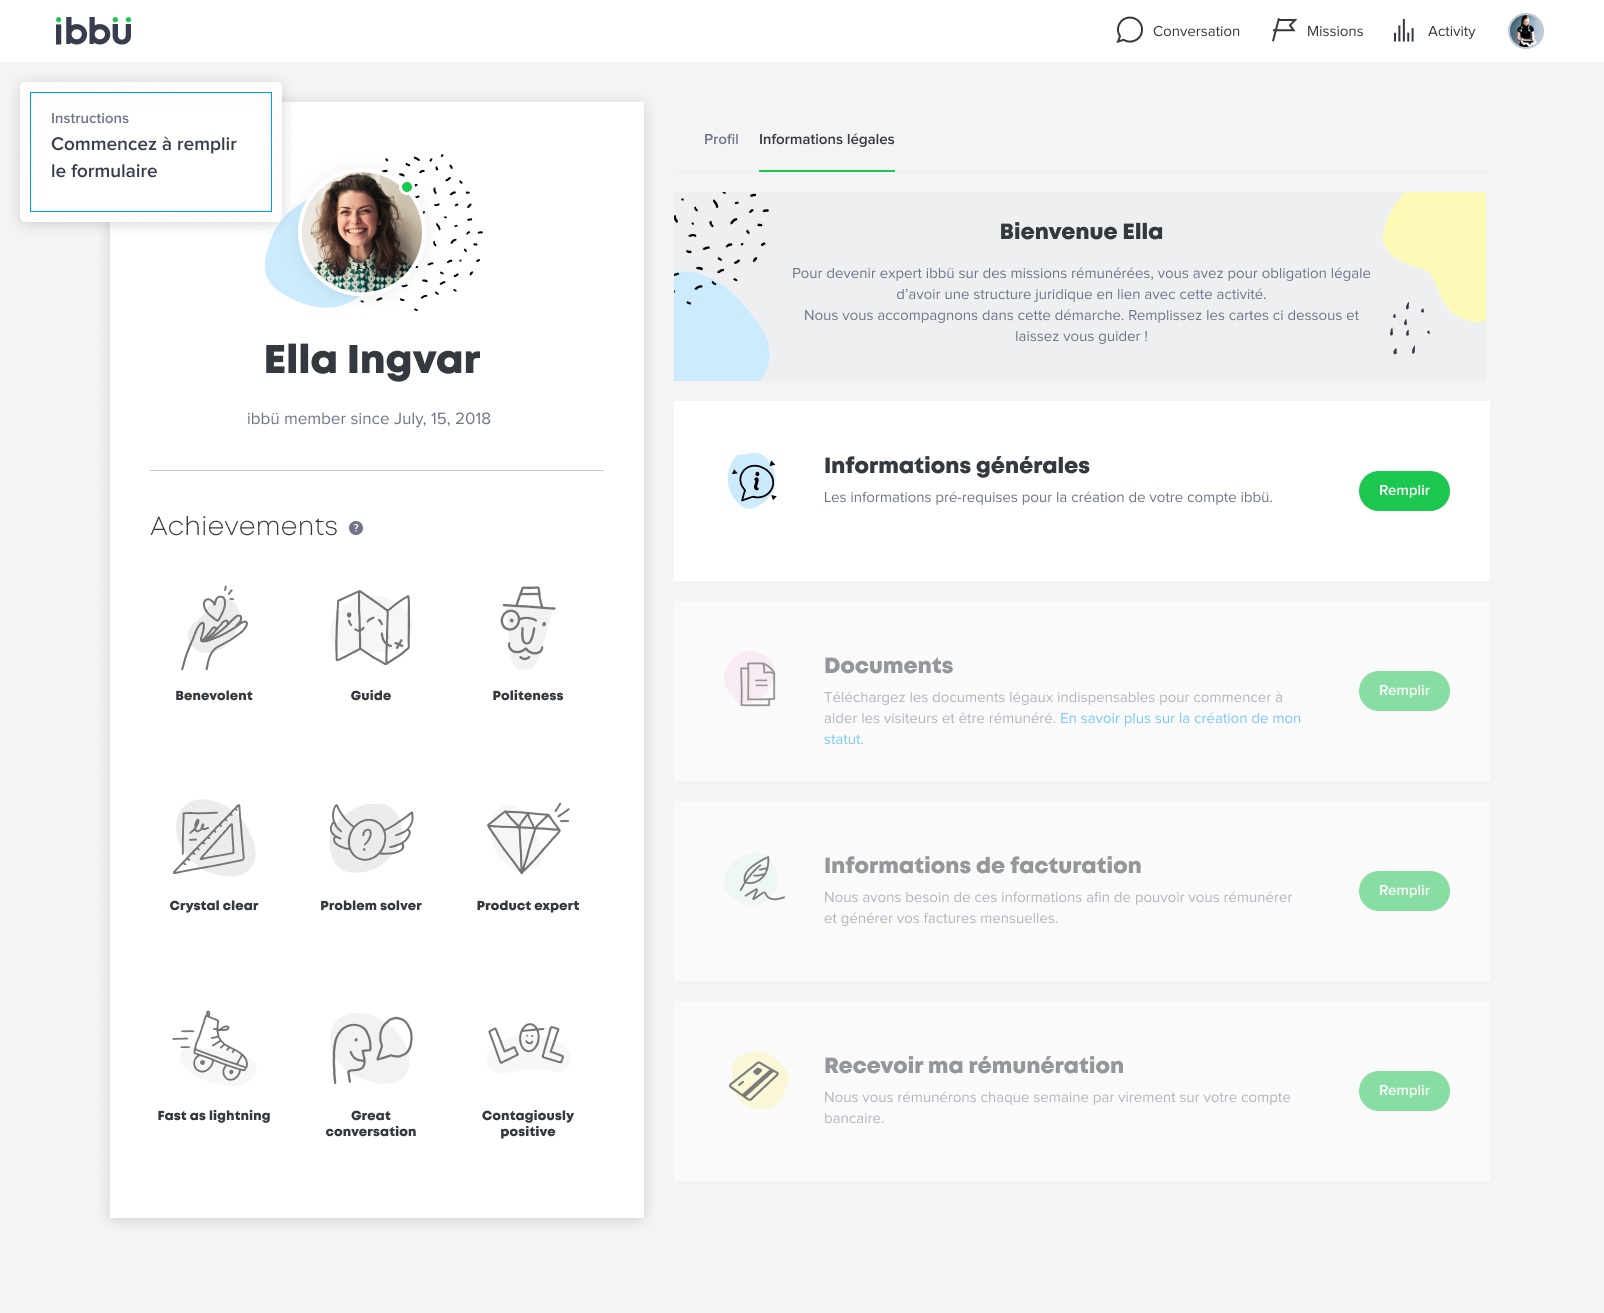 ibbü
Conversation
Missions
Activity
Instructions
Commencez à remplir
le formulaire
Ella Ingvar
ibbü member since July, 15, 2018
Achievements ?
Benevolent
Guide
Politeness
le
?
Crystal clear
Problem solver
Product expert
LOL
Fast as lightning
Great
conversation
Contagiously
positive
Profil
Informations légales
Bienvenue Ella
Pour devenir expert ibbü sur des missions rémunérées, vous avez pour obligation légale
d’avoir une structure juridique en lien avec cette activité.
Nous vous accompagnons dans cette démarche. Remplissez les cartes ci dessous et
laissez vous guider !
i
Informations générales
Les informations pré-requises pour la création de votre compte ibbü.
Remplir
Documents
Téléchargez les documents légaux indispensables pour commencer à
aider les visiteurs et être rémunéré. En savoir plus sur la création de mon
statut.
Remplir
Informations de facturation
Nous avons besoin de ces informations afin de pouvoir vous rémunérer
et générer vos factures mensuelles.
Remplir
Recevoir ma rémunération
Nous vous rémunérons chaque semaine par virement sur votre compte
bancaire.
Remplir